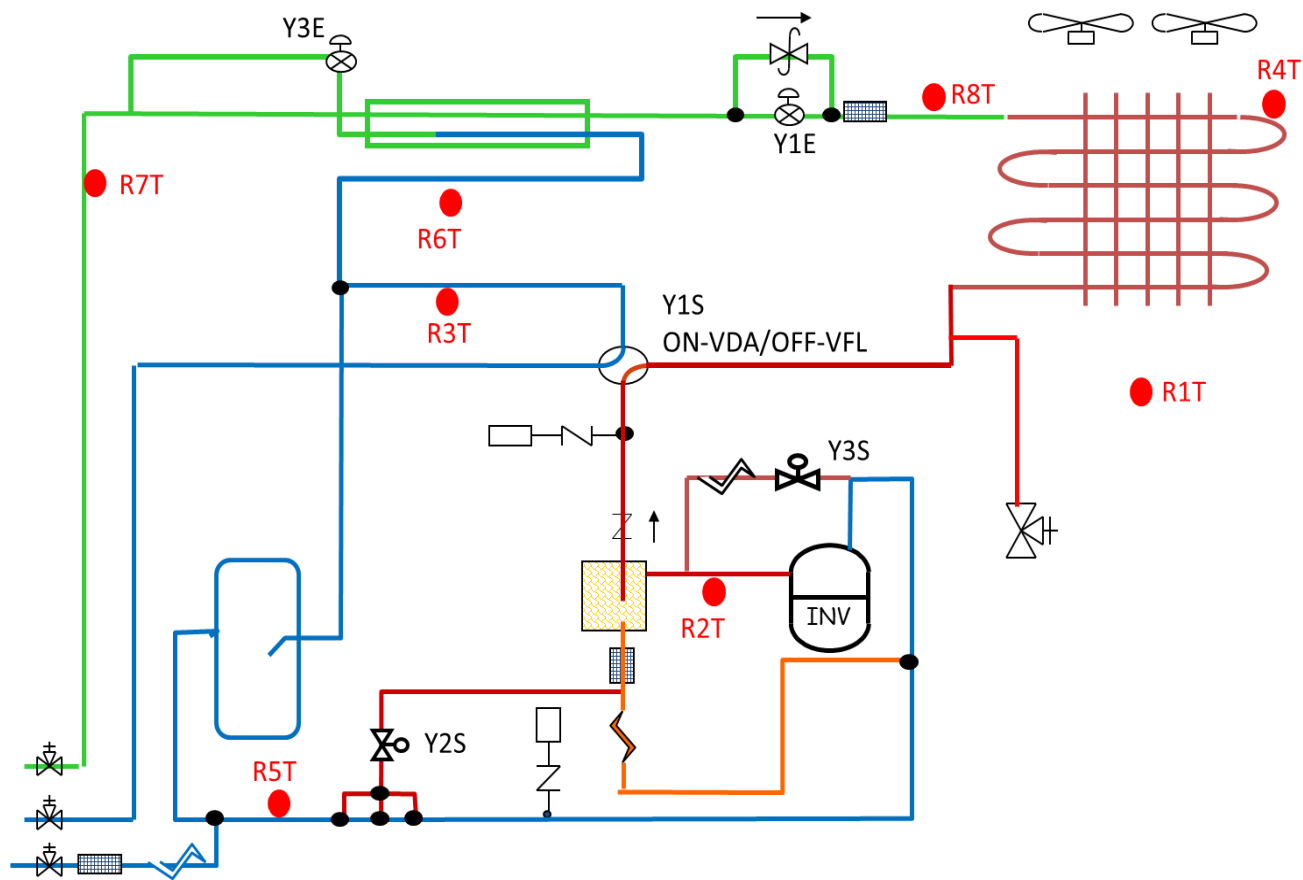 Y3E
R8T
R4T
Y1E
R7T
R6T
R3T
Y1S
ON-VDA/OFF-VFL
R1T
Y3S
R2T
INV
Y2S
R5T